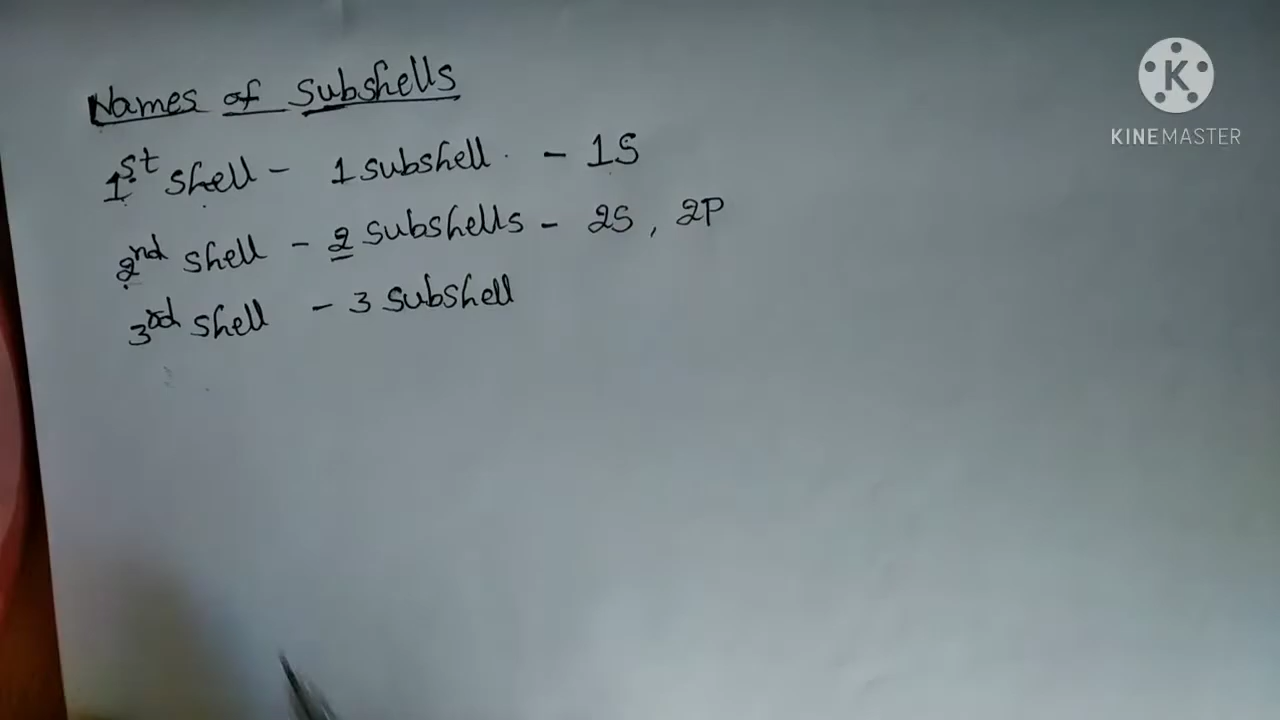 Names of Subshells
1st shell - 1 subshell - 1S
2nd shell - 2 subshells - 2S, 2P
3rd shell - 3 subshell
K
KINEMASTER